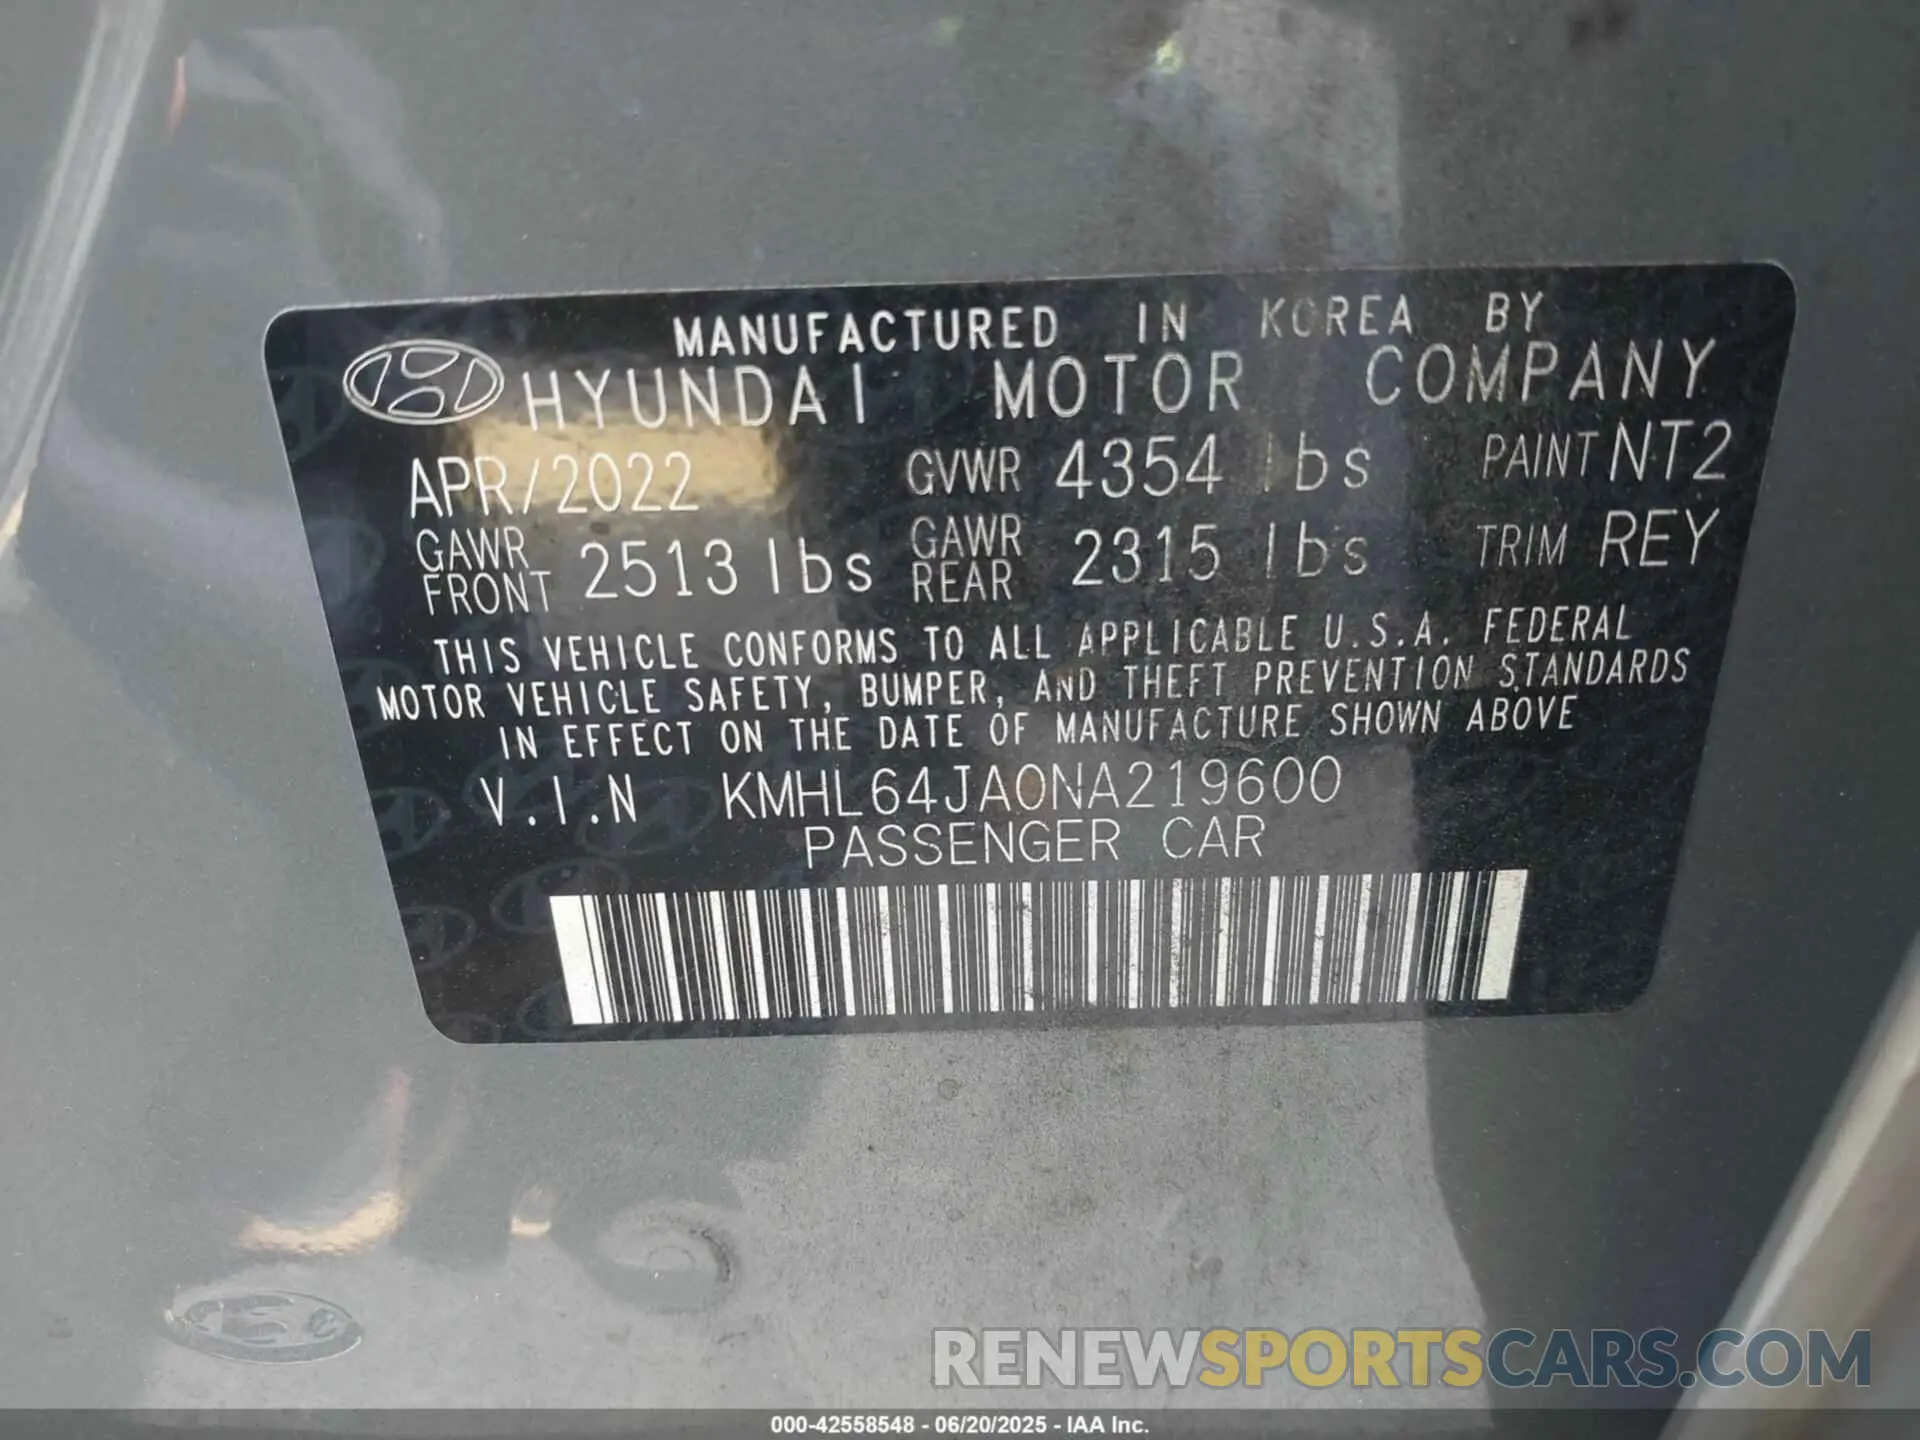 MANUFACTURED IN KOREA BY
HYUNDAI MOTOR COMPANY
APR/2022 GVWR 4354 lbs PAINT NT2
GAWR FRONT 2513 lbs GAWR REAR 2315 lbs TRIM REY
THIS VEHICLE CONFORMS TO ALL APPLICABLE U.S.A. FEDERAL
MOTOR VEHICLE SAFETY, BUMPER, AND THEFT PREVENTION STANDARDS
IN EFFECT ON THE DATE OF MANUFACTURE SHOWN ABOVE
V.I.N KMHL64JA0NA219600
PASSENGER CAR
RENEWSPORTSCARS.COM
000-42558548 - 06/20/2025 - IAA Inc.